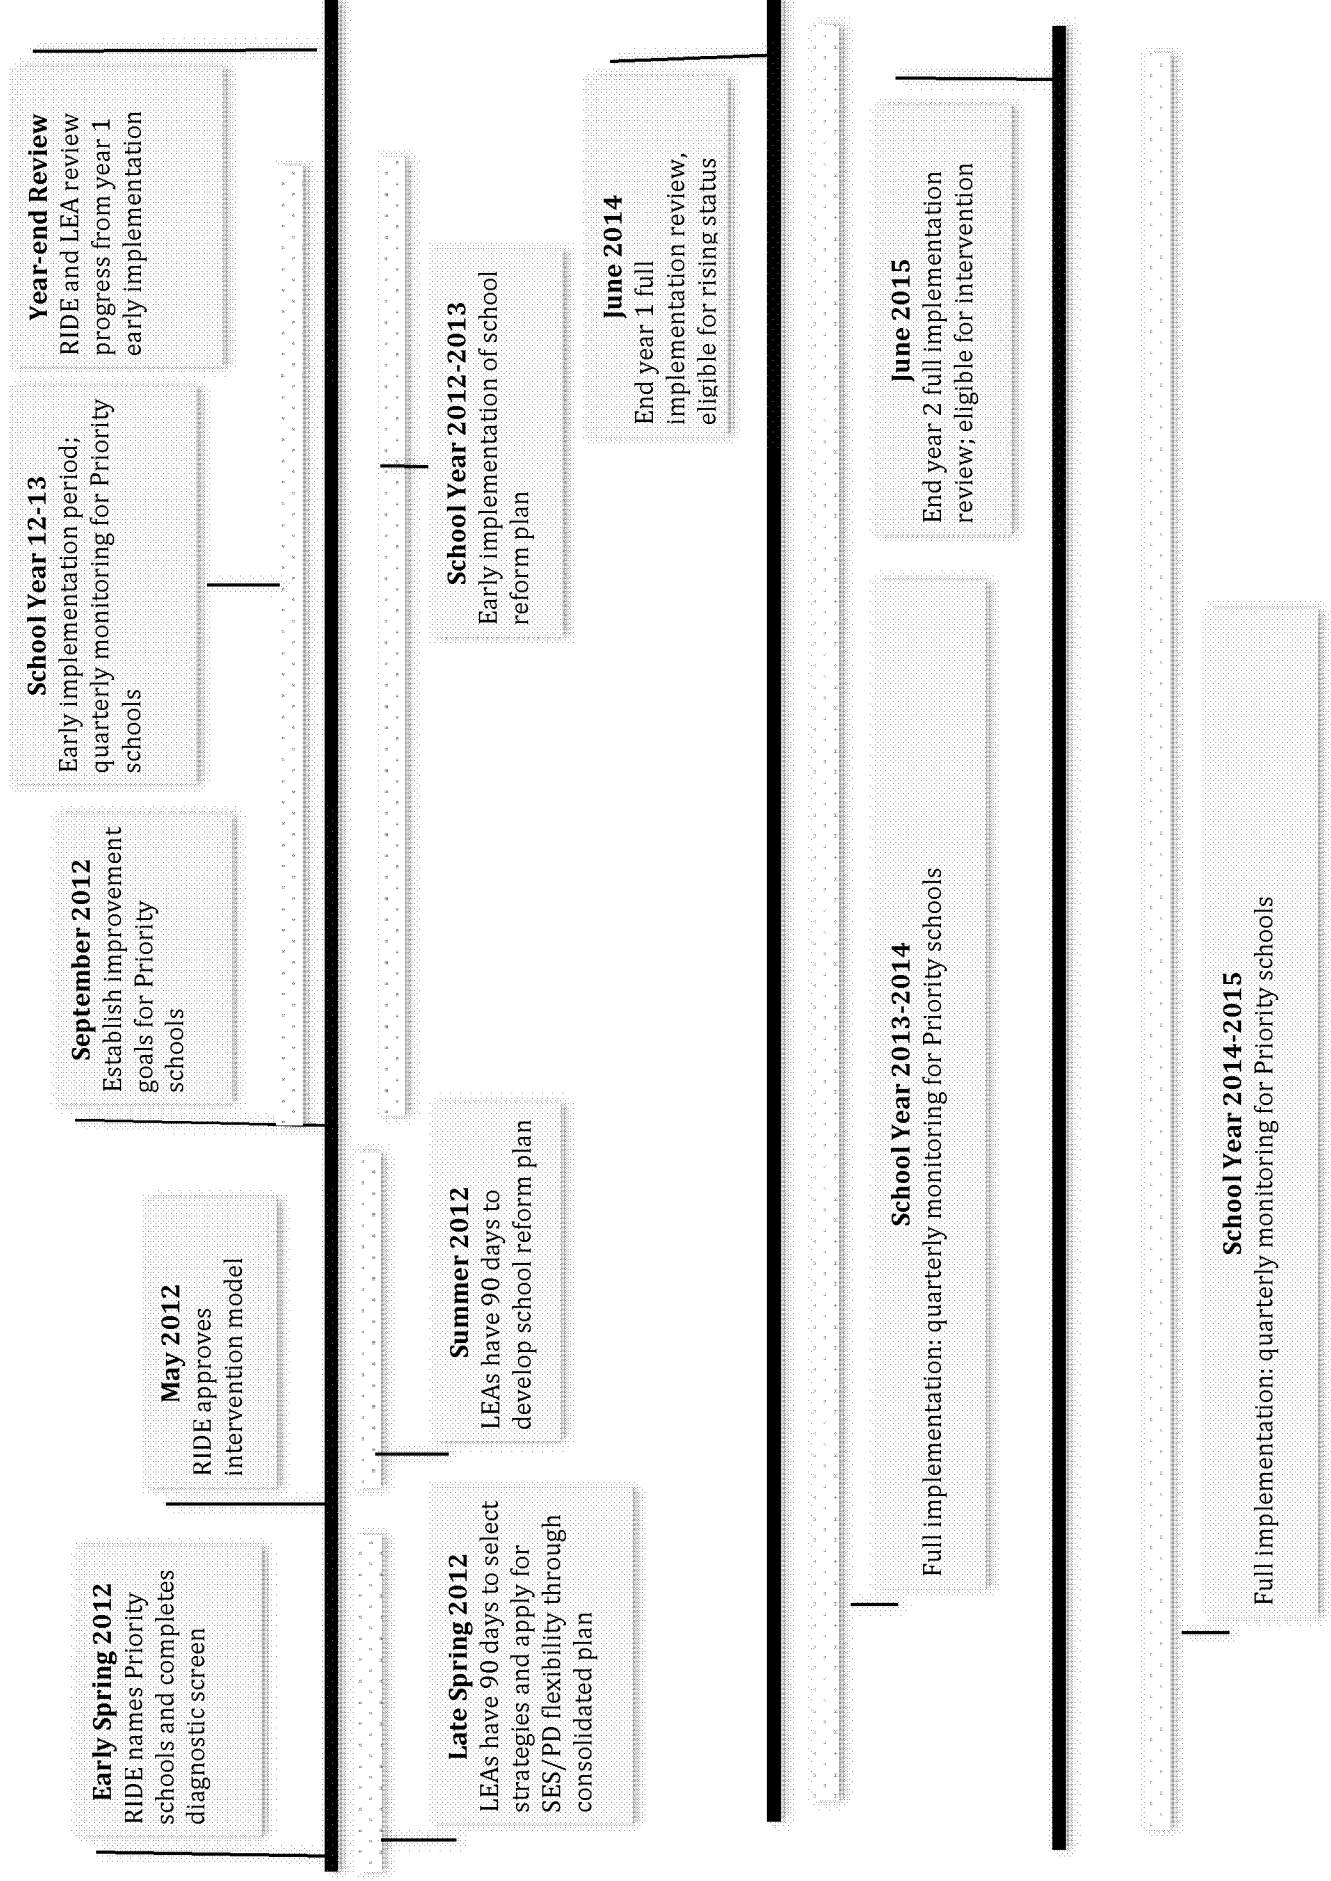 Early Spring 2012
RIDE names Priority
schools and completes
diagnostic screen
May 2012
RIDE approves
intervention model
September 2012
Establish improvement
goals for Priority
schools
School Year 12-13
Early implementation period;
quarterly monitoring for Priority
schools
Year-end Review
RIDE and LEA review
progress from year 1
early implementation
Late Spring 2012
LEAs have 90 days to select
strategies and apply for
SES/PD flexibility through
consolidated plan
Summer 2012
LEAs have 90 days to
develop school reform plan
School Year 2012-2013
Early implementation of school
reform plan
June 2014
End year 1 full
implementation review,
eligible for rising status
School Year 2013-2014
Full implementation: quarterly monitoring for Priority schools
June 2015
End year 2 full implementation
review; eligible for intervention
School Year 2014-2015
Full implementation: quarterly monitoring for Priority schools